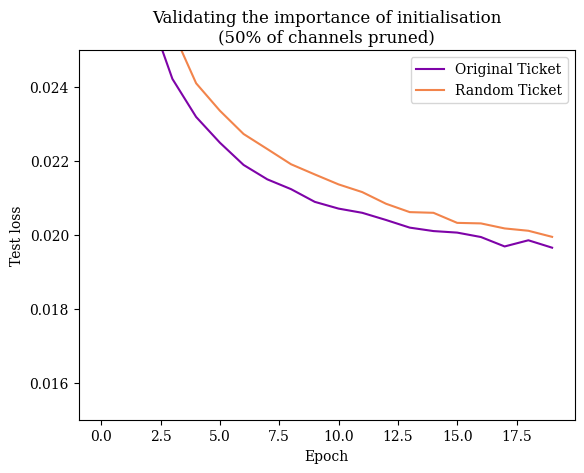 Validating the importance of initialisation
(50% of channels pruned)
Original Ticket
Random Ticket
Test loss
0.024
0.022
0.020
0.018
0.016
0.0
2.5
5.0
7.5
10.0
12.5
15.0
17.5
Epoch